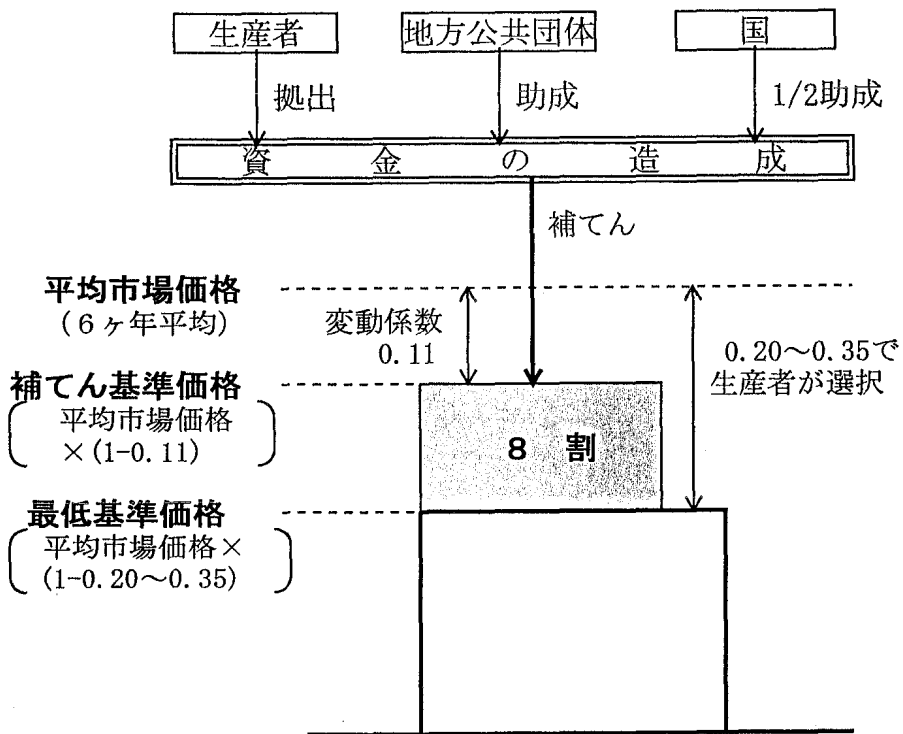 生産者
地方公共団体
国
拠出
助成
1/2助成
資金の造成
補てん
平均市場価格
(6ヶ年平均)
変動係数
0.11
0.20～0.35で
生産者が選択
補てん基準価格
平均市場価格
×(1-0.11)
8 割
最低基準価格
平均市場価格×
(1-0.20～0.35)